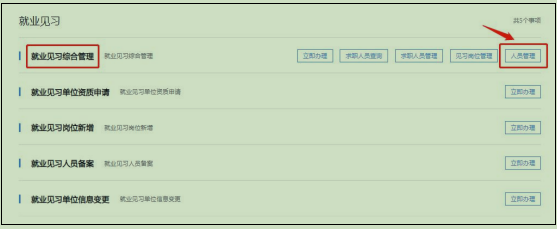 就业见习 共5个事项
就业见习综合管理 就业见习综合管理 立即办理 求职人员查询 求职人员管理 见习岗位管理 人员管理
就业见习单位资质申请 就业见习单位资质申请 立即办理
就业见习岗位新增 就业见习岗位新增 立即办理
就业见习人员备案 就业见习人员备案 立即办理
就业见习单位信息变更 就业见习单位信息变更 立即办理